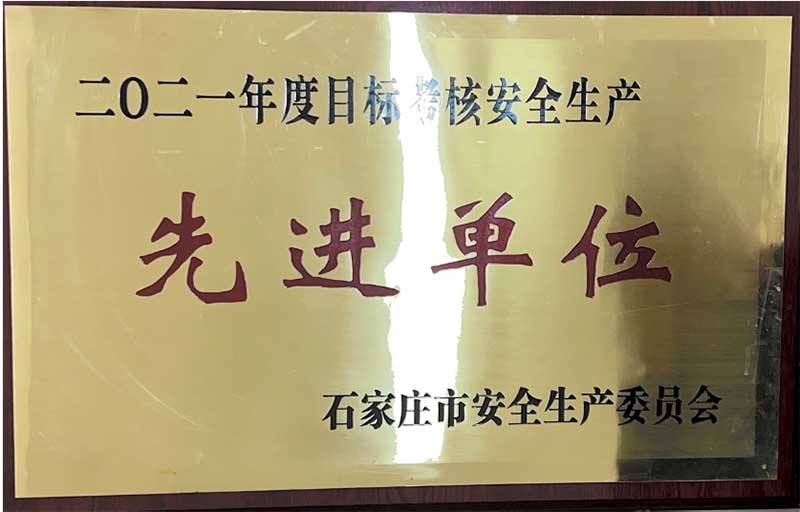 二〇二一年度目标考核安全生产
先进单位
石家庄市安全生产委员会